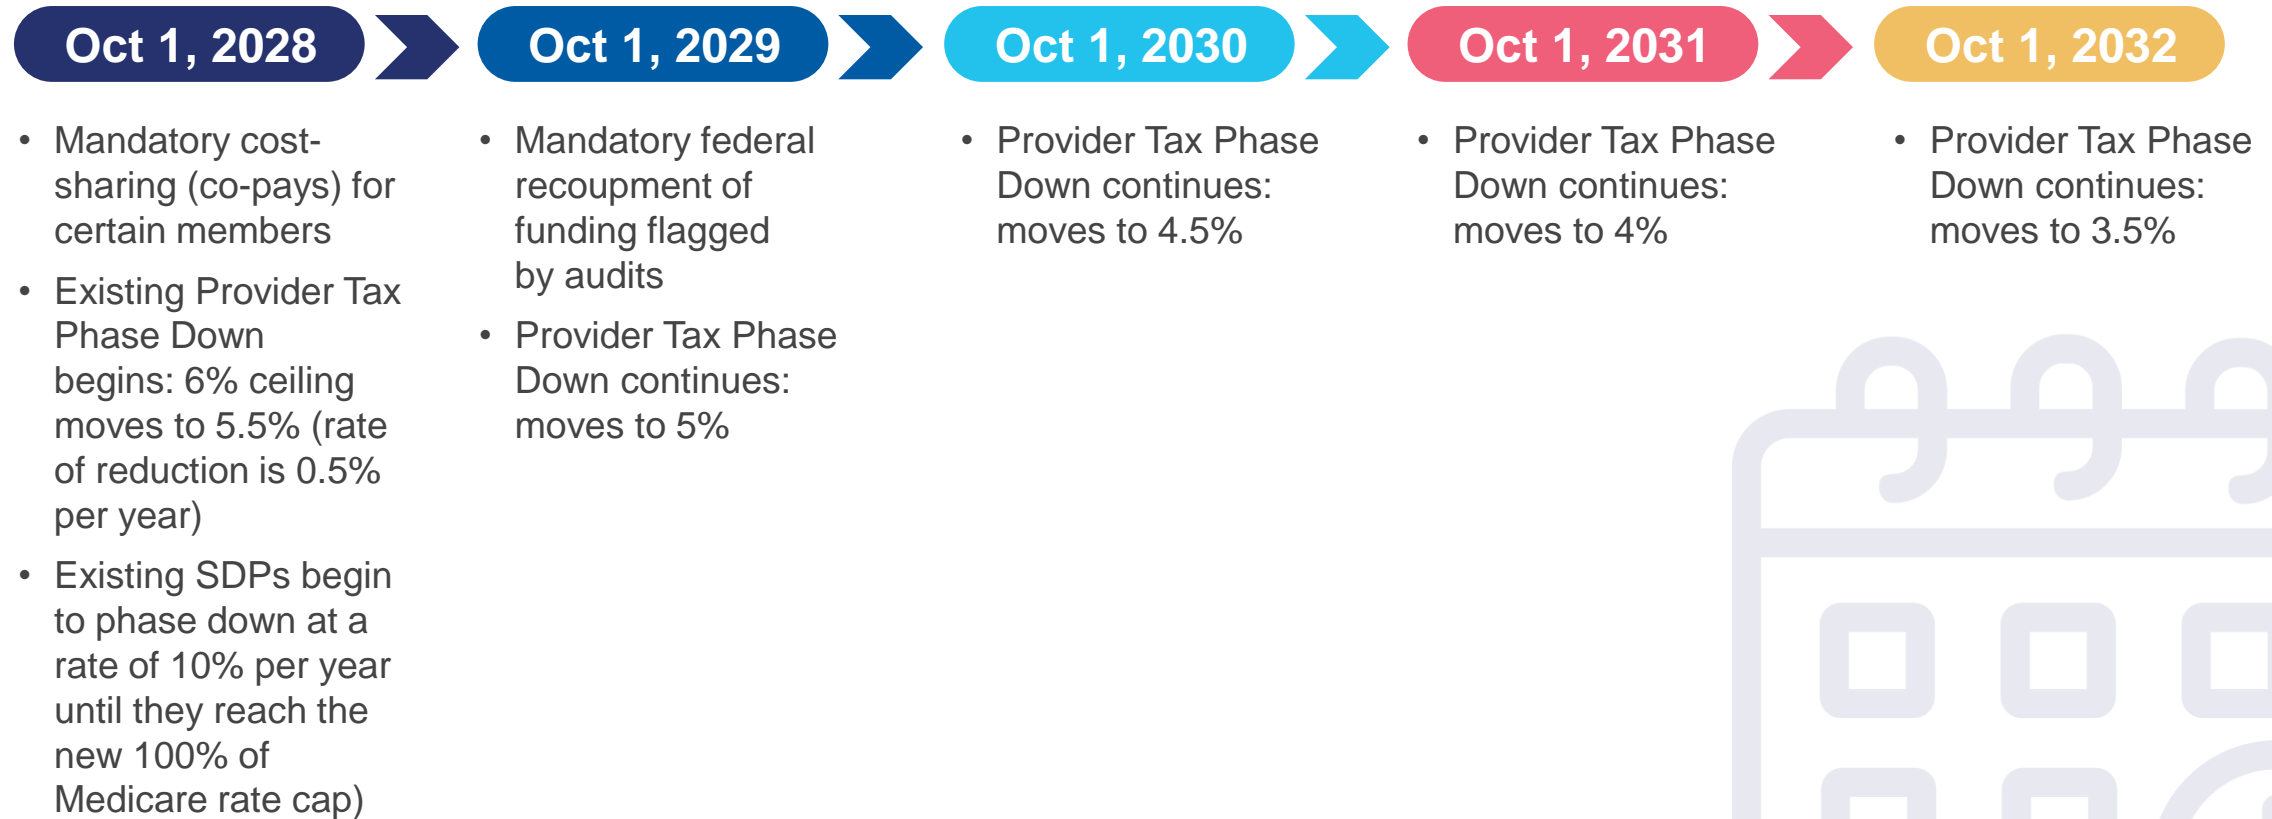 Oct 1, 2028
• Mandatory cost-
sharing (co-pays) for
certain members
• Existing Provider Tax
Phase Down
begins: 6% ceiling
moves to 5.5% (rate
of reduction is 0.5%
per year)
• Existing SDPs begin
to phase down at a
rate of 10% per year
until they reach the
new 100% of
Medicare rate cap)
Oct 1, 2029
• Mandatory federal
recoupment of
funding flagged
by audits
• Provider Tax Phase
Down continues:
moves to 5%
Oct 1, 2030
• Provider Tax Phase
Down continues:
moves to 4.5%
Oct 1, 2031
• Provider Tax Phase
Down continues:
moves to 4%
Oct 1, 2032
• Provider Tax Phase
Down continues:
moves to 3.5%